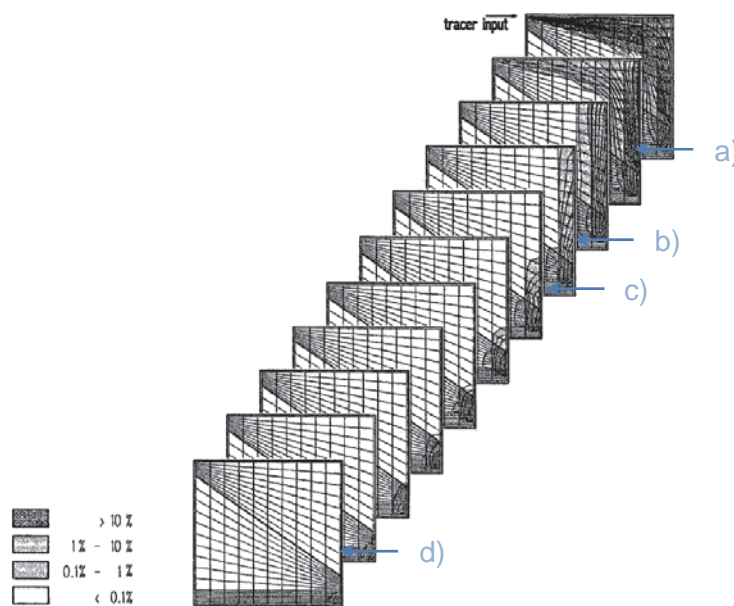 tracer input
a)
b)
c)
d)
> 10 %
1% - 10 %
0.1% - 1 %
< 0.1%